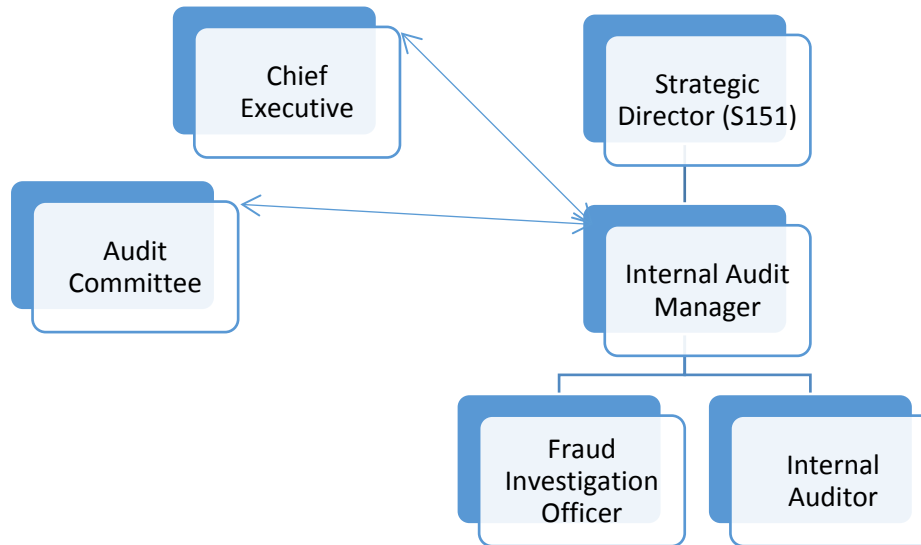 Chief
Executive
Strategic
Director (S151)
Audit
Committee
Internal Audit
Manager
Fraud
Investigation
Officer
Internal
Auditor